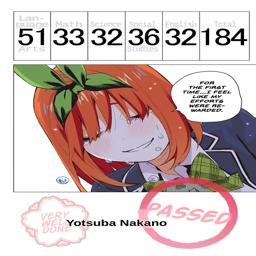 Lan-
guage
Arts
Math
Science
Social
Studies
English
Total
51 33 32 36 32 184
FOR
THE FIRST
TIME...I FEEL
LIKE MY
EFFORTS
WERE RE-
WARDED.
VERY
WELL
DONE
Yotsuba Nakano
PASSED